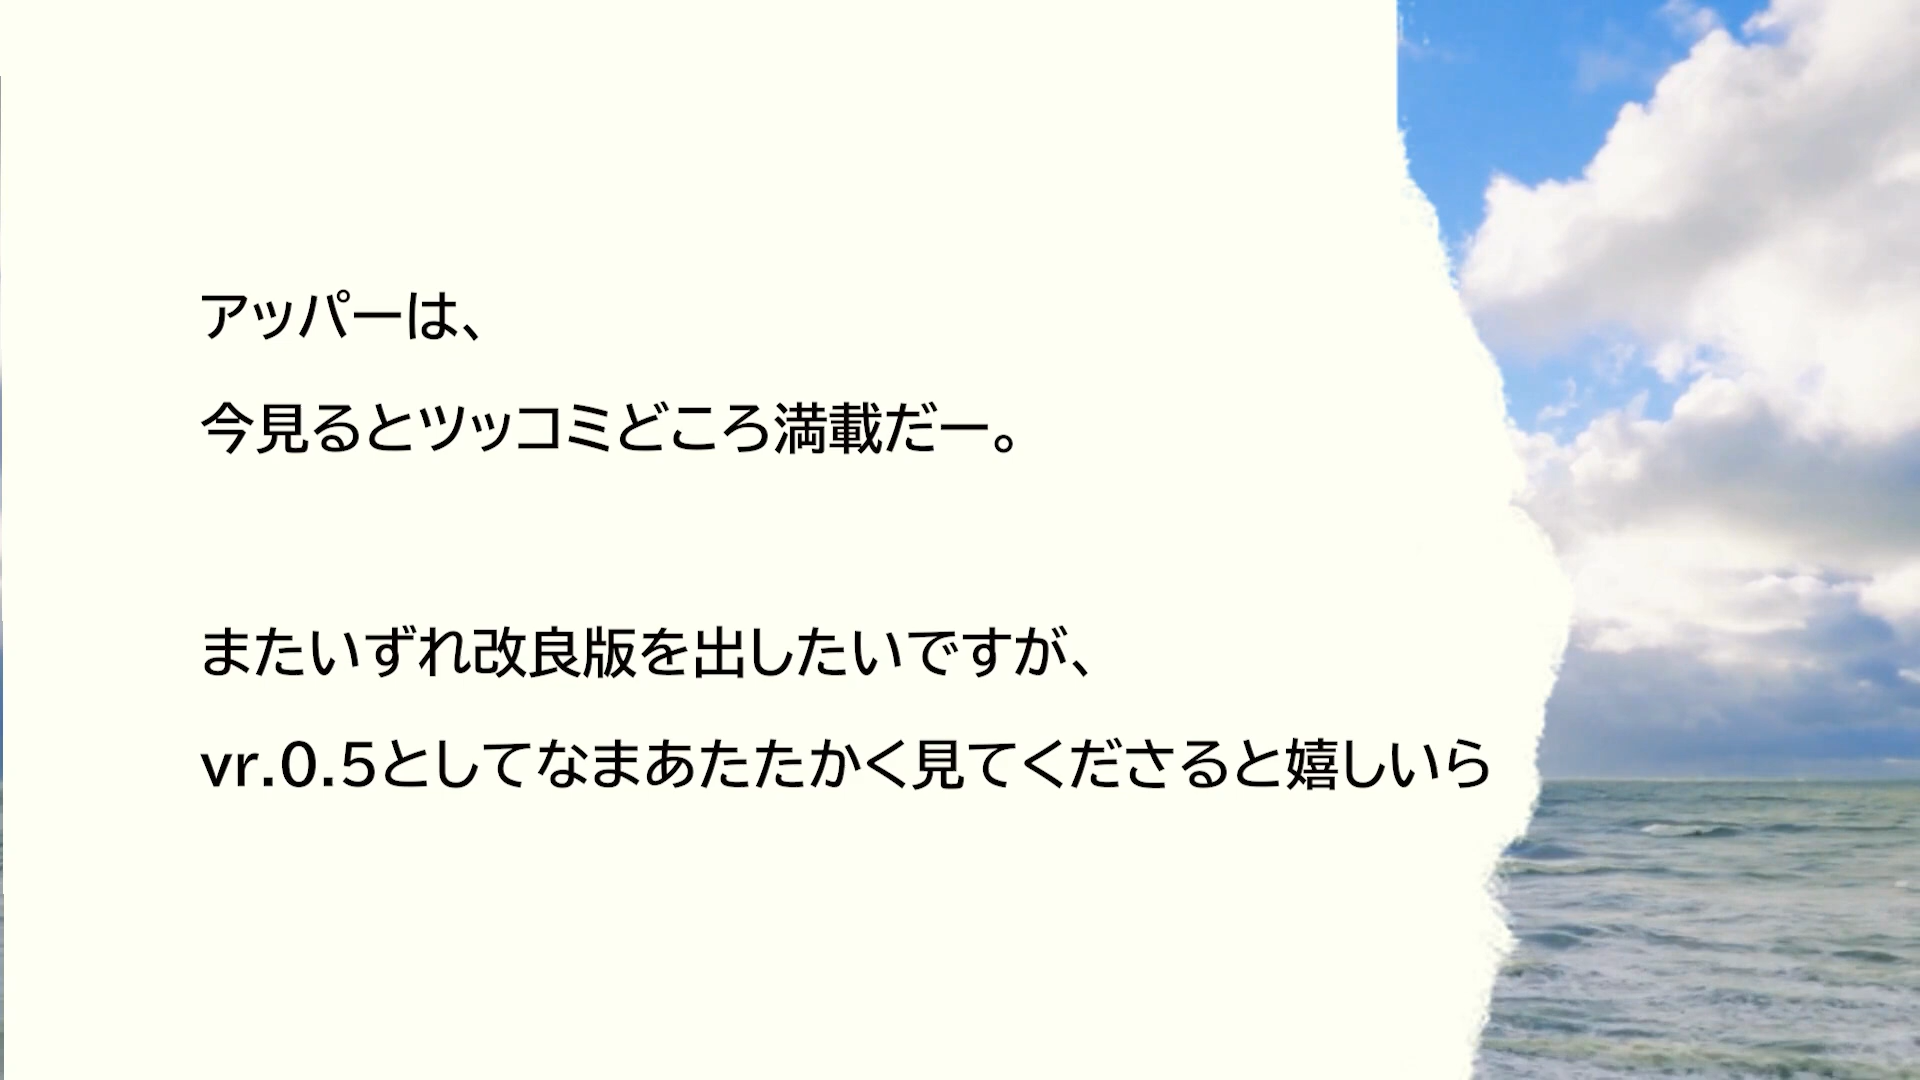 アッパーは、
今見るとツッコミどころ満載だー。
またいずれ改良版を出したいですが、
vr.0.5としてなまあたたかく見てくださると嬉しいら